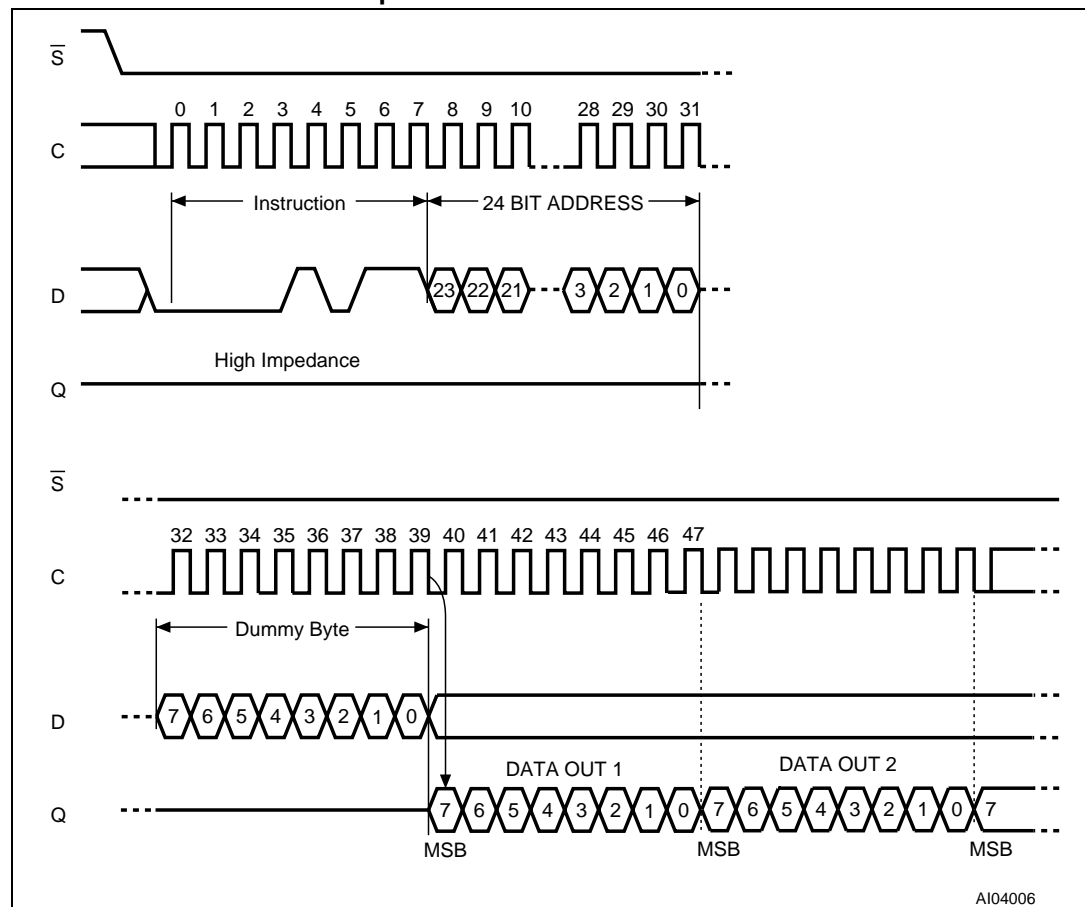 S
0 1 2 3 4 5 6 7 8 9 10 28 29 30 31
C
Instruction 24 BIT ADDRESS
D 23 22 21 3 2 1 0
High Impedance
Q
S
32 33 34 35 36 37 38 39 40 41 42 43 44 45 46 47
C
Dummy Byte
D 7 6 5 4 3 2 1 0
DATA OUT 1 DATA OUT 2
Q 7 6 5 4 3 2 1 0 7 6 5 4 3 2 1 0 7
MSB MSB MSB
AI04006